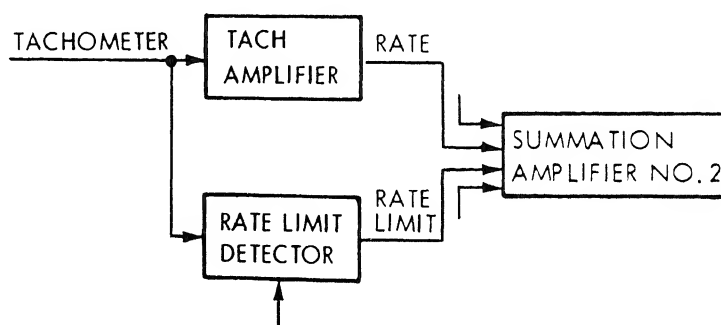 TACHOMETER
TACH
AMPLIFIER
RATE
SUMMATION
AMPLIFIER NO. 2
RATE LIMIT
DETECTOR
RATE
LIMIT